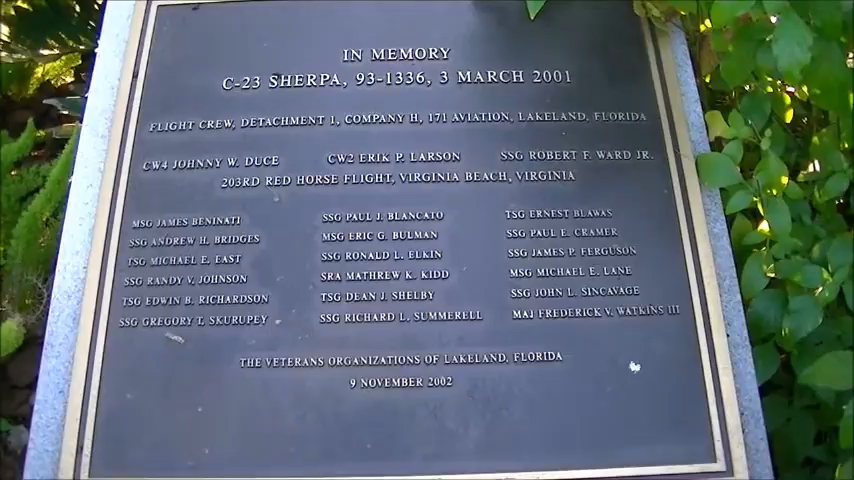 IN MEMORY
C-23 SHERPA, 93-1336, 3 MARCH 2001
FLIGHT CREW, DETACHMENT 1, COMPANY H, 171 AVIATION, LAKELAND, FLORIDA
CW4 JOHNNY W. DUCE CW2 ERIK P. LARSON SSG ROBERT F. WARD JR.
203RD RED HORSE FLIGHT, VIRGINIA BEACH, VIRGINIA
MSG JAMES BENINATI SSG PAUL J. BLANCATO TSG ERNEST BLAWAS
SSG ANDREW H. BRIDGES MSG ERIC G. BULMAN SSG PAUL E. CRAMER
TSG MICHAEL E. EAST SSG RONALD L. ELKIN SSG JAMES P. FERGUSON
SSG RANDY V. JOHNSON SRA MATHREW K. KIDD MSG MICHAEL E. LANE
TSG EDWIN B. RICHARDSON TSG DEAN J. SHELBY SSG JOHN L. SINCAVAGE
SSG GREGORY T. SKURUPEY SSG RICHARD L. SUMMERELL MAJ FREDERICK V. WATKINS III
THE VETERANS ORGANIZATIONS OF LAKELAND, FLORIDA
9 NOVEMBER 2002